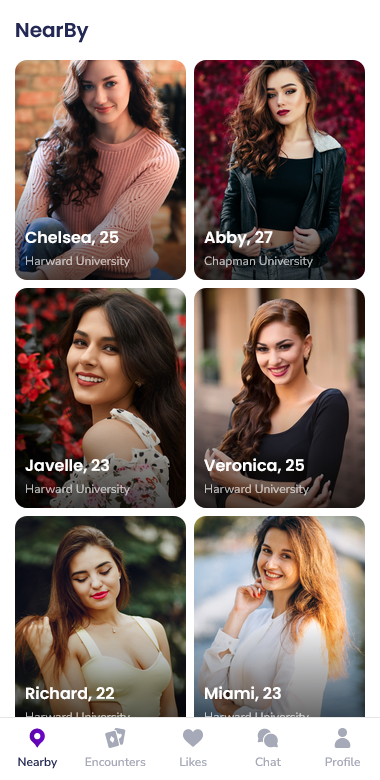 NearBy
Chelsea, 25
Harward University
Abby, 27
Chapman University
Javelle, 23
Harward University
Veronica, 25
Harward University
Richard, 22
Harward University
Miami, 23
Harward University
Nearby
Encounters
Likes
Chat
Profile